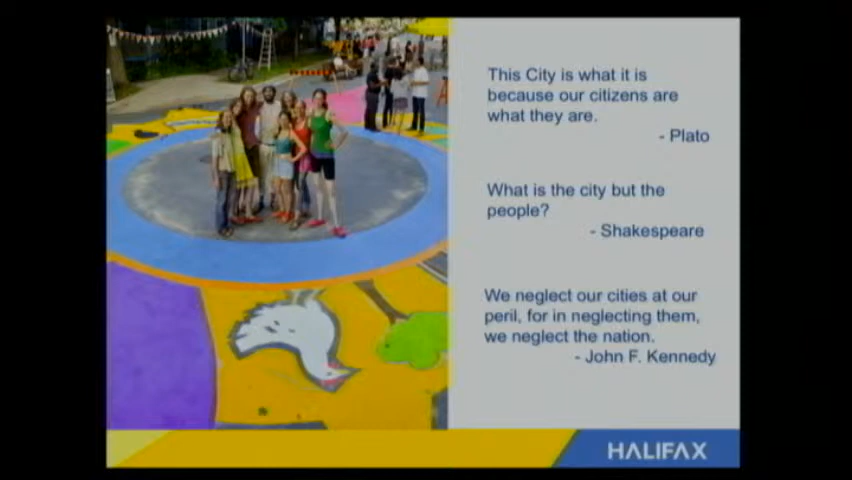 This City is what it is
because our citizens are
what they are.
- Plato
What is the city but the
people?
- Shakespeare
We neglect our cities at our
peril, for in neglecting them,
we neglect the nation.
- John F. Kennedy
HALIFAX